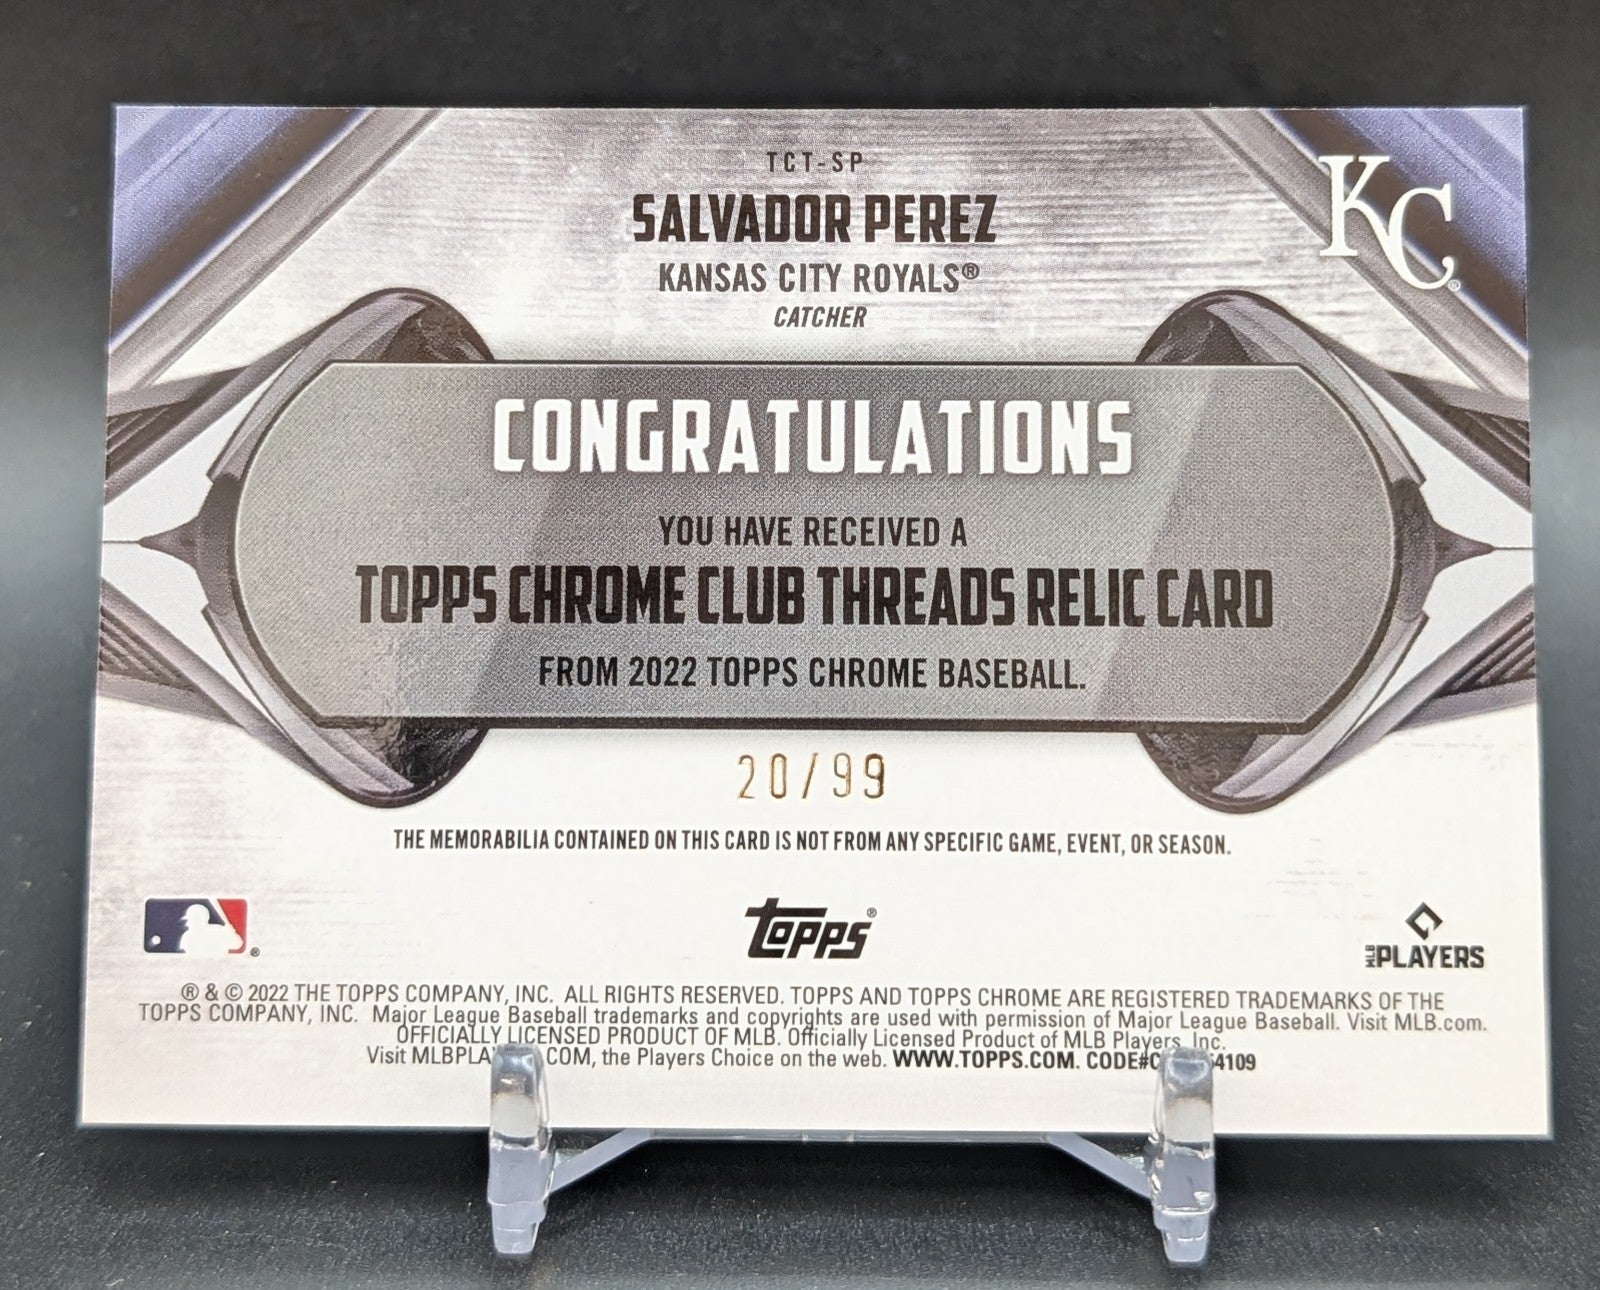 TCT-SP
SALVADOR PEREZ
KC®
KANSAS CITY ROYALS®
CATCHER
CONGRATULATIONS
YOU HAVE RECEIVED A
TOPPS CHROME CLUB THREADS RELIC CARD
FROM 2022 TOPPS CHROME BASEBALL.
20/99
THE MEMORABILIA CONTAINED ON THIS CARD IS NOT FROM ANY SPECIFIC GAME, EVENT, OR SEASON.
®
Topps®
MLB PLAYERS
® & © 2022 THE TOPPS COMPANY, INC. ALL RIGHTS RESERVED. TOPPS AND TOPPS CHROME ARE REGISTERED TRADEMARKS OF THE
TOPPS COMPANY, INC. Major League Baseball trademarks and copyrights are used with permission of Major League Baseball. Visit MLB.com.
OFFICIALLY LICENSED PRODUCT OF MLB. Officially Licensed Product of MLB Players, Inc.
Visit COM, the Players Choice on the web. WWW.TOPPS.COM. 4109